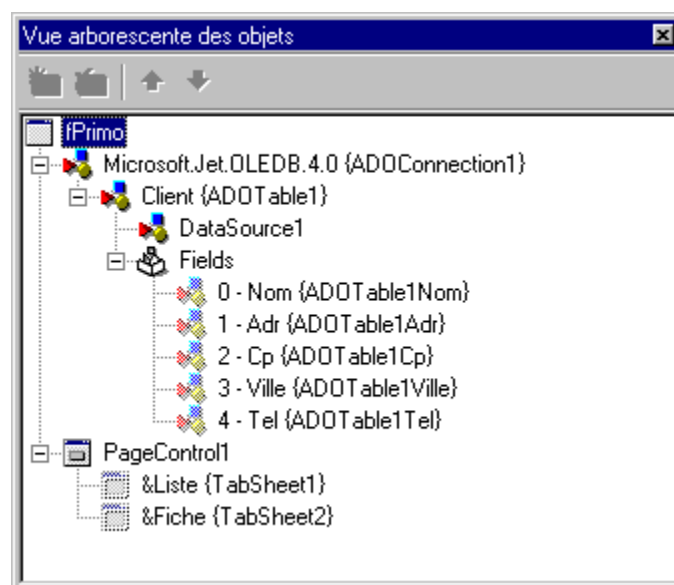 Vue arborescente des objets
fPrimo
Microsoft.Jet.OLEDB.4.0 {ADOConnection1}
Client {ADOTable1}
DataSource1
Fields
0 - Nom {ADOTable1Nom}
1 - Adr {ADOTable1Adr}
2 - Cp {ADOTable1Cp}
3 - Ville {ADOTable1Ville}
4 - Tel {ADOTable1Tel}
PageControl1
&Liste {TabSheet1}
&Fiche {TabSheet2}